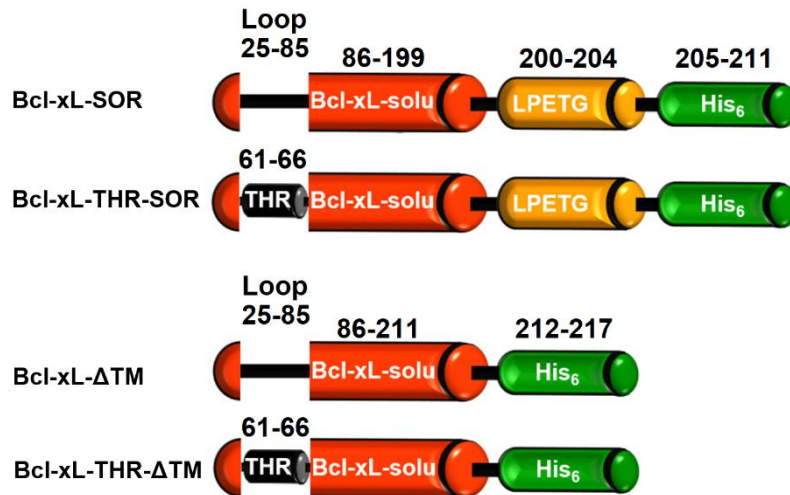 Loop
25-85
86-199
200-204
205-211
Bcl-xL-SOR
Bcl-xL-solu
LPETG
His₆
61-66
Bcl-xL-THR-SOR
THR
Bcl-xL-solu
LPETG
His₆
Loop
25-85
86-211
212-217
Bcl-xL-ΔTM
Bcl-xL-solu
His₆
61-66
Bcl-xL-THR-ΔTM
THR
Bcl-xL-solu
His₆